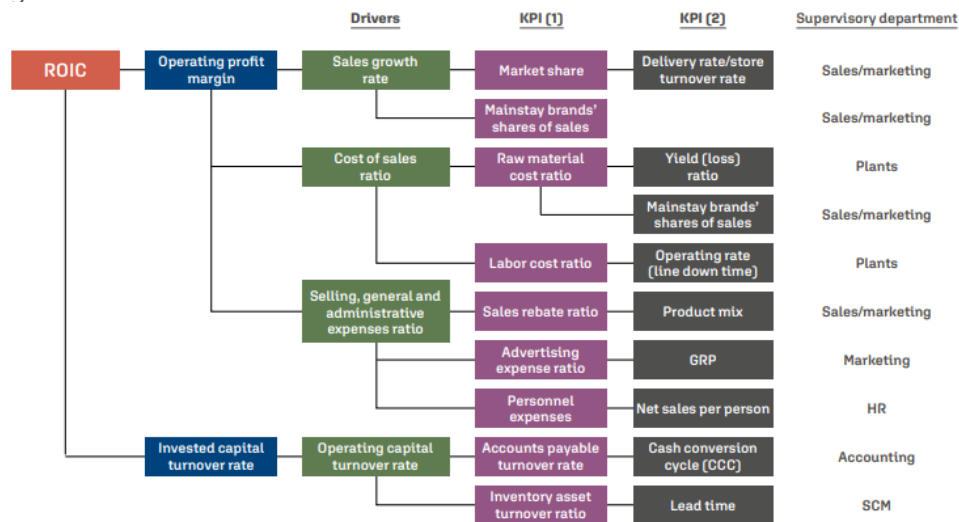 Drivers KPI (1) KPI (2) Supervisory department
ROIC
Operating profit
margin
Sales growth
rate
Market share
Delivery rate/store
turnover rate
Sales/marketing
Mainstay brands'
shares of sales
Sales/marketing
Cost of sales
ratio
Raw material
cost ratio
Yield (loss)
ratio
Plants
Mainstay brands'
shares of sales
Sales/marketing
Labor cost ratio
Operating rate
(line down time)
Plants
Selling, general and
administrative
expenses ratio
Sales rebate ratio
Product mix
Sales/marketing
Advertising
expense ratio
GRP
Marketing
Personnel
expenses
Net sales per person
HR
Invested capital
turnover rate
Operating capital
turnover rate
Accounts payable
turnover rate
Cash conversion
cycle (CCC)
Accounting
Inventory asset
turnover ratio
Lead time
SCM